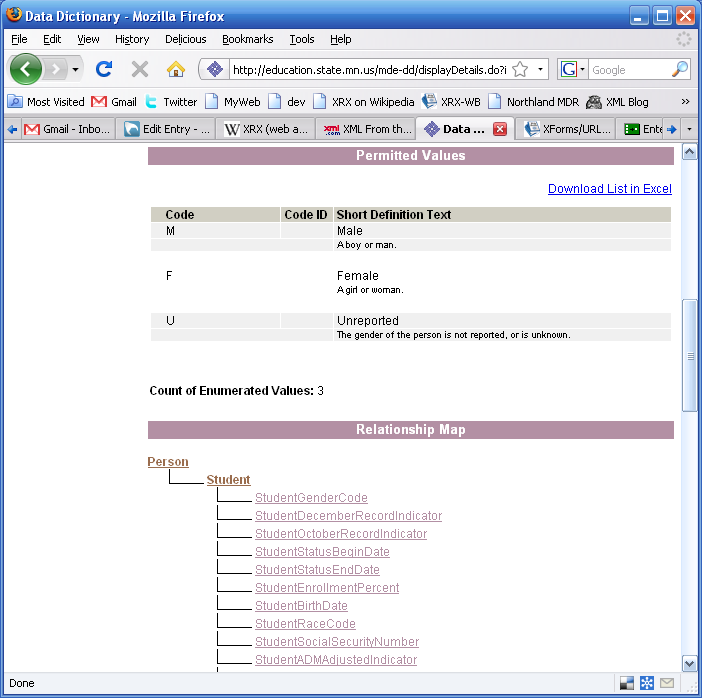 Data Dictionary - Mozilla Firefox
File Edit View History Delicious Bookmarks Tools Help
http://education.state.mn.us/mde-dd/displayDetails.do?i
G Google
Most Visited Gmail Twitter MyWeb dev XRX on Wikipedia XRX-WB Northland MDR XML Blog »
Gmail - Inbo... Edit Entry - ... W XRX (web a... xml.com XML From th... Data ... XForms/URL... Ente
Permitted Values
Download List in Excel
Code Code ID Short Definition Text
M Male
A boy or man.
F Female
A girl or woman.
U Unreported
The gender of the person is not reported, or is unknown.
Count of Enumerated Values: 3
Relationship Map
Person
Student
StudentGenderCode
StudentDecemberRecordIndicator
StudentOctoberRecordIndicator
StudentStatusBeginDate
StudentStatusEndDate
StudentEnrollmentPercent
StudentBirthDate
StudentRaceCode
StudentSocialSecurityNumber
StudentADMAdjustedIndicator
Done